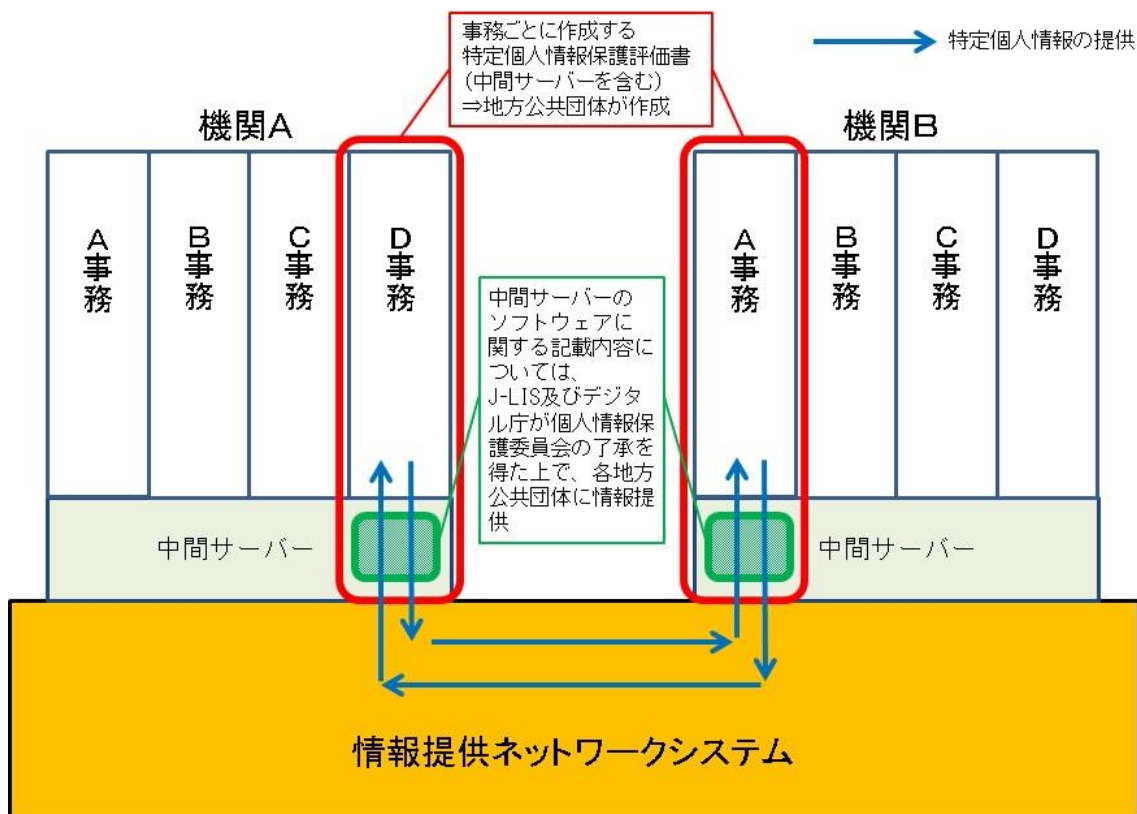 事務ごとに作成する
特定個人情報保護評価書
(中間サーバーを含む)
⇒地方公共団体が作成
特定個人情報の提供
機関A
機関B
A事務
B事務
C事務
D事務
A事務
B事務
C事務
D事務
中間サーバーの
ソフトウェアに
関する記載内容に
ついては、
J-LIS及びデジタ
ル庁が個人情報保
護委員会の了承を
得た上で、各地方
公共団体に情報提
供
中間サーバー
中間サーバー
情報提供ネットワークシステム